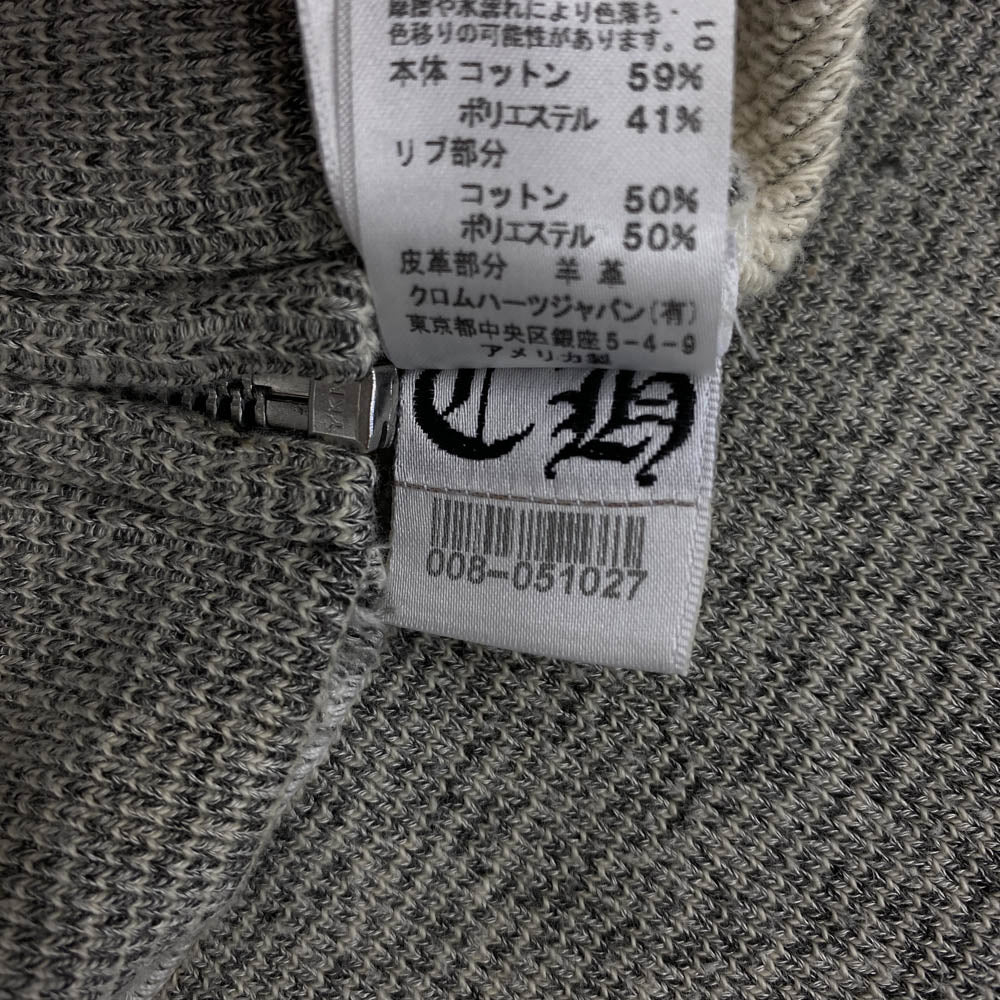 摩擦や水濡れにより色落ち・
色移りの可能性があります。 10
本体 コットン 59%
ポリエステル 41%
リブ部分
コットン 50%
ポリエステル 50%
皮革部分 羊革
クロムハーツジャパン(有)
東京都中央区銀座5-4-9
アメリカ製
CH
008-051027